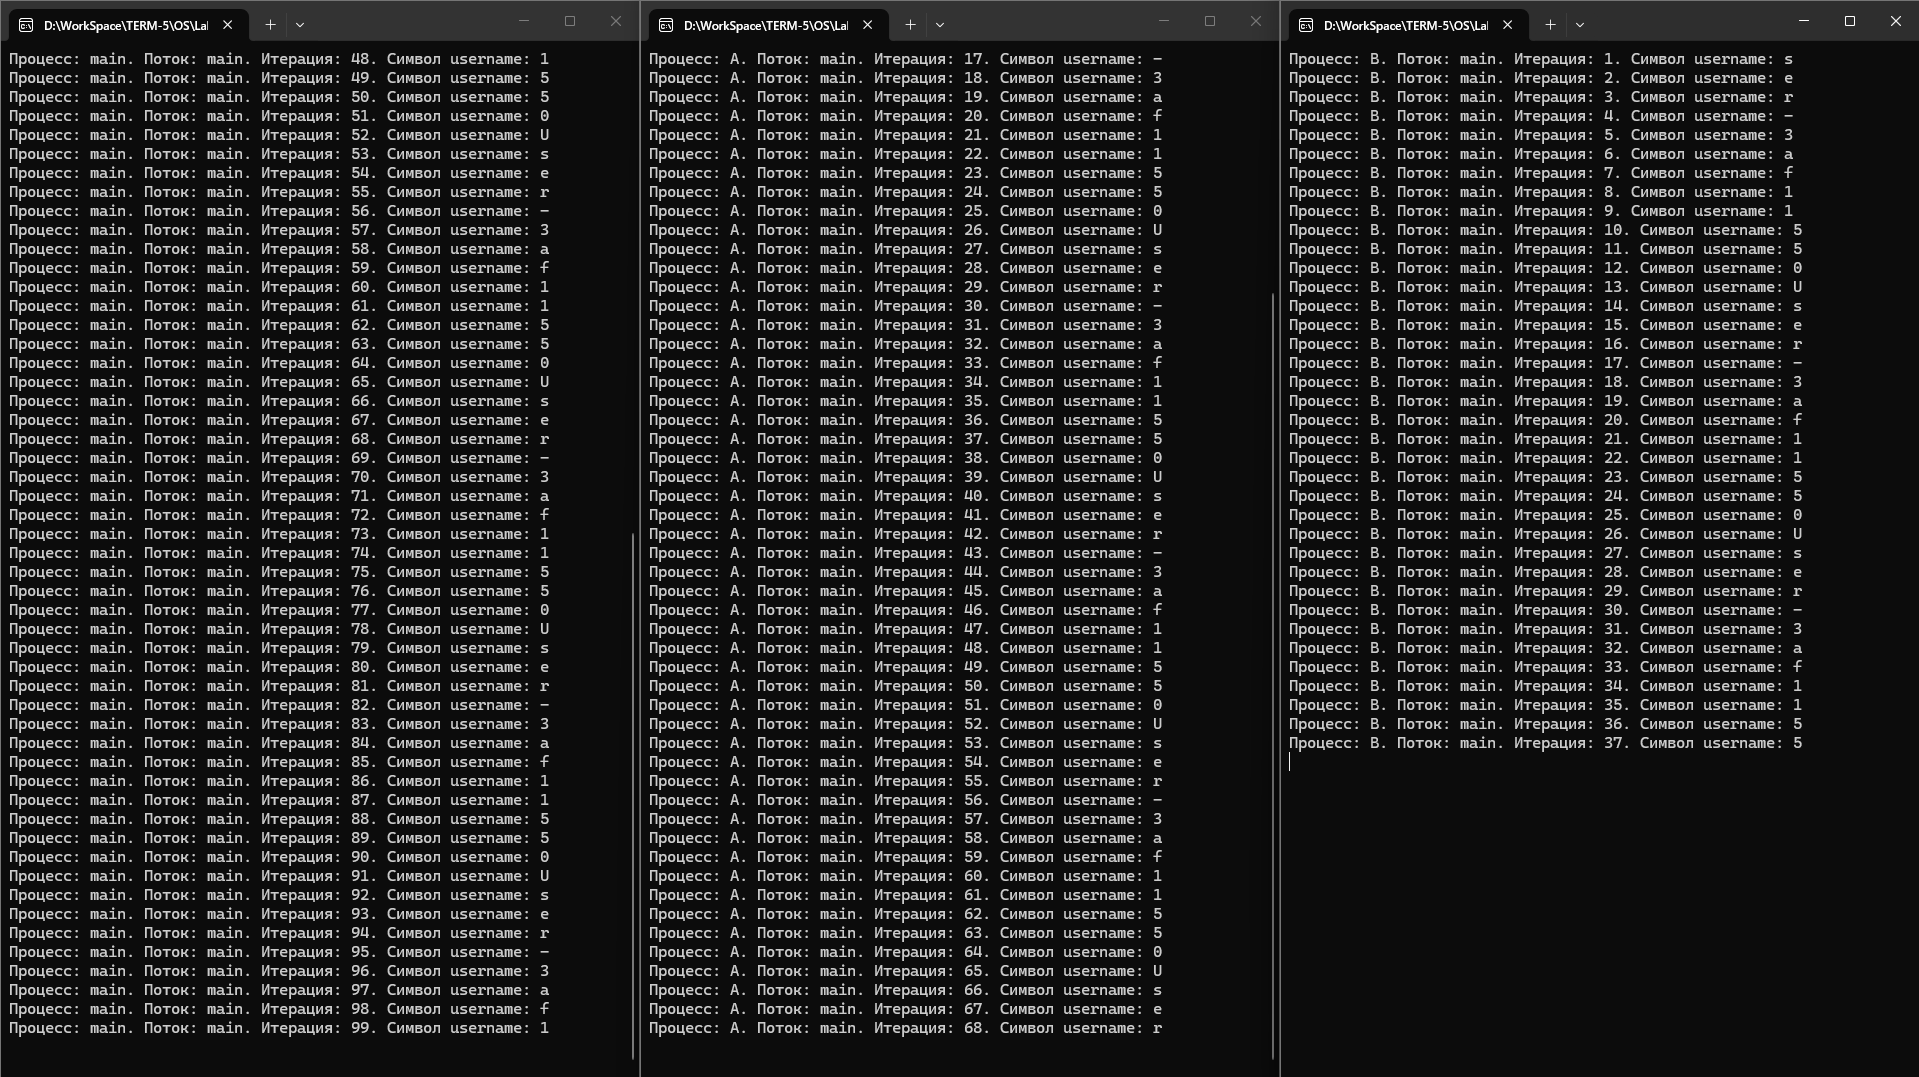 D:\WorkSpace\TERM-5\OS\Lal
Процесс: main. Поток: main. Итерация: 48. Символ username: 1
Процесс: main. Поток: main. Итерация: 49. Символ username: 5
Процесс: main. Поток: main. Итерация: 50. Символ username: 5
Процесс: main. Поток: main. Итерация: 51. Символ username: 0
Процесс: main. Поток: main. Итерация: 52. Символ username: U
Процесс: main. Поток: main. Итерация: 53. Символ username: s
Процесс: main. Поток: main. Итерация: 54. Символ username: e
Процесс: main. Поток: main. Итерация: 55. Символ username: r
Процесс: main. Поток: main. Итерация: 56. Символ username: -
Процесс: main. Поток: main. Итерация: 57. Символ username: 3
Процесс: main. Поток: main. Итерация: 58. Символ username: a
Процесс: main. Поток: main. Итерация: 59. Символ username: f
Процесс: main. Поток: main. Итерация: 60. Символ username: 1
Процесс: main. Поток: main. Итерация: 61. Символ username: 1
Процесс: main. Поток: main. Итерация: 62. Символ username: 5
Процесс: main. Поток: main. Итерация: 63. Символ username: 5
Процесс: main. Поток: main. Итерация: 64. Символ username: 0
Процесс: main. Поток: main. Итерация: 65. Символ username: U
Процесс: main. Поток: main. Итерация: 66. Символ username: s
Процесс: main. Поток: main. Итерация: 67. Символ username: e
Процесс: main. Поток: main. Итерация: 68. Символ username: r
Процесс: main. Поток: main. Итерация: 69. Символ username: -
Процесс: main. Поток: main. Итерация: 70. Символ username: 3
Процесс: main. Поток: main. Итерация: 71. Символ username: a
Процесс: main. Поток: main. Итерация: 72. Символ username: f
Процесс: main. Поток: main. Итерация: 73. Символ username: 1
Процесс: main. Поток: main. Итерация: 74. Символ username: 1
Процесс: main. Поток: main. Итерация: 75. Символ username: 5
Процесс: main. Поток: main. Итерация: 76. Символ username: 5
Процесс: main. Поток: main. Итерация: 77. Символ username: 0
Процесс: main. Поток: main. Итерация: 78. Символ username: U
Процесс: main. Поток: main. Итерация: 79. Символ username: s
Процесс: main. Поток: main. Итерация: 80. Символ username: e
Процесс: main. Поток: main. Итерация: 81. Символ username: r
Процесс: main. Поток: main. Итерация: 82. Символ username: -
Процесс: main. Поток: main. Итерация: 83. Символ username: 3
Процесс: main. Поток: main. Итерация: 84. Символ username: a
Процесс: main. Поток: main. Итерация: 85. Символ username: f
Процесс: main. Поток: main. Итерация: 86. Символ username: 1
Процесс: main. Поток: main. Итерация: 87. Символ username: 1
Процесс: main. Поток: main. Итерация: 88. Символ username: 5
Процесс: main. Поток: main. Итерация: 89. Символ username: 5
Процесс: main. Поток: main. Итерация: 90. Символ username: 0
Процесс: main. Поток: main. Итерация: 91. Символ username: U
Процесс: main. Поток: main. Итерация: 92. Символ username: s
Процесс: main. Поток: main. Итерация: 93. Символ username: e
Процесс: main. Поток: main. Итерация: 94. Символ username: r
Процесс: main. Поток: main. Итерация: 95. Символ username: -
Процесс: main. Поток: main. Итерация: 96. Символ username: 3
Процесс: main. Поток: main. Итерация: 97. Символ username: a
Процесс: main. Поток: main. Итерация: 98. Символ username: f
Процесс: main. Поток: main. Итерация: 99. Символ username: 1
D:\WorkSpace\TERM-5\OS\Lal
Процесс: A. Поток: main. Итерация: 17. Символ username: -
Процесс: A. Поток: main. Итерация: 18. Символ username: 3
Процесс: A. Поток: main. Итерация: 19. Символ username: a
Процесс: A. Поток: main. Итерация: 20. Символ username: f
Процесс: A. Поток: main. Итерация: 21. Символ username: 1
Процесс: A. Поток: main. Итерация: 22. Символ username: 1
Процесс: A. Поток: main. Итерация: 23. Символ username: 5
Процесс: A. Поток: main. Итерация: 24. Символ username: 5
Процесс: A. Поток: main. Итерация: 25. Символ username: 0
Процесс: A. Поток: main. Итерация: 26. Символ username: U
Процесс: A. Поток: main. Итерация: 27. Символ username: s
Процесс: A. Поток: main. Итерация: 28. Символ username: e
Процесс: A. Поток: main. Итерация: 29. Символ username: r
Процесс: A. Поток: main. Итерация: 30. Символ username: -
Процесс: A. Поток: main. Итерация: 31. Символ username: 3
Процесс: A. Поток: main. Итерация: 32. Символ username: a
Процесс: A. Поток: main. Итерация: 33. Символ username: f
Процесс: A. Поток: main. Итерация: 34. Символ username: 1
Процесс: A. Поток: main. Итерация: 35. Символ username: 1
Процесс: A. Поток: main. Итерация: 36. Символ username: 5
Процесс: A. Поток: main. Итерация: 37. Символ username: 5
Процесс: A. Поток: main. Итерация: 38. Символ username: 0
Процесс: A. Поток: main. Итерация: 39. Символ username: U
Процесс: A. Поток: main. Итерация: 40. Символ username: s
Процесс: A. Поток: main. Итерация: 41. Символ username: e
Процесс: A. Поток: main. Итерация: 42. Символ username: r
Процесс: A. Поток: main. Итерация: 43. Символ username: -
Процесс: A. Поток: main. Итерация: 44. Символ username: 3
Процесс: A. Поток: main. Итерация: 45. Символ username: a
Процесс: A. Поток: main. Итерация: 46. Символ username: f
Процесс: A. Поток: main. Итерация: 47. Символ username: 1
Процесс: A. Поток: main. Итерация: 48. Символ username: 1
Процесс: A. Поток: main. Итерация: 49. Символ username: 5
Процесс: A. Поток: main. Итерация: 50. Символ username: 5
Процесс: A. Поток: main. Итерация: 51. Символ username: 0
Процесс: A. Поток: main. Итерация: 52. Символ username: U
Процесс: A. Поток: main. Итерация: 53. Символ username: s
Процесс: A. Поток: main. Итерация: 54. Символ username: e
Процесс: A. Поток: main. Итерация: 55. Символ username: r
Процесс: A. Поток: main. Итерация: 56. Символ username: -
Процесс: A. Поток: main. Итерация: 57. Символ username: 3
Процесс: A. Поток: main. Итерация: 58. Символ username: a
Процесс: A. Поток: main. Итерация: 59. Символ username: f
Процесс: A. Поток: main. Итерация: 60. Символ username: 1
Процесс: A. Поток: main. Итерация: 61. Символ username: 1
Процесс: A. Поток: main. Итерация: 62. Символ username: 5
Процесс: A. Поток: main. Итерация: 63. Символ username: 5
Процесс: A. Поток: main. Итерация: 64. Символ username: 0
Процесс: A. Поток: main. Итерация: 65. Символ username: U
Процесс: A. Поток: main. Итерация: 66. Символ username: s
Процесс: A. Поток: main. Итерация: 67. Символ username: e
Процесс: A. Поток: main. Итерация: 68. Символ username: r
D:\WorkSpace\TERM-5\OS\Lal
Процесс: B. Поток: main. Итерация: 1. Символ username: s
Процесс: B. Поток: main. Итерация: 2. Символ username: e
Процесс: B. Поток: main. Итерация: 3. Символ username: r
Процесс: B. Поток: main. Итерация: 4. Символ username: -
Процесс: B. Поток: main. Итерация: 5. Символ username: 3
Процесс: B. Поток: main. Итерация: 6. Символ username: a
Процесс: B. Поток: main. Итерация: 7. Символ username: f
Процесс: B. Поток: main. Итерация: 8. Символ username: 1
Процесс: B. Поток: main. Итерация: 9. Символ username: 1
Процесс: B. Поток: main. Итерация: 10. Символ username: 5
Процесс: B. Поток: main. Итерация: 11. Символ username: 5
Процесс: B. Поток: main. Итерация: 12. Символ username: 0
Процесс: B. Поток: main. Итерация: 13. Символ username: U
Процесс: B. Поток: main. Итерация: 14. Символ username: s
Процесс: B. Поток: main. Итерация: 15. Символ username: e
Процесс: B. Поток: main. Итерация: 16. Символ username: r
Процесс: B. Поток: main. Итерация: 17. Символ username: -
Процесс: B. Поток: main. Итерация: 18. Символ username: 3
Процесс: B. Поток: main. Итерация: 19. Символ username: a
Процесс: B. Поток: main. Итерация: 20. Символ username: f
Процесс: B. Поток: main. Итерация: 21. Символ username: 1
Процесс: B. Поток: main. Итерация: 22. Символ username: 1
Процесс: B. Поток: main. Итерация: 23. Символ username: 5
Процесс: B. Поток: main. Итерация: 24. Символ username: 5
Процесс: B. Поток: main. Итерация: 25. Символ username: 0
Процесс: B. Поток: main. Итерация: 26. Символ username: U
Процесс: B. Поток: main. Итерация: 27. Символ username: s
Процесс: B. Поток: main. Итерация: 28. Символ username: e
Процесс: B. Поток: main. Итерация: 29. Символ username: r
Процесс: B. Поток: main. Итерация: 30. Символ username: -
Процесс: B. Поток: main. Итерация: 31. Символ username: 3
Процесс: B. Поток: main. Итерация: 32. Символ username: a
Процесс: B. Поток: main. Итерация: 33. Символ username: f
Процесс: B. Поток: main. Итерация: 34. Символ username: 1
Процесс: B. Поток: main. Итерация: 35. Символ username: 1
Процесс: B. Поток: main. Итерация: 36. Символ username: 5
Процесс: B. Поток: main. Итерация: 37. Символ username: 5